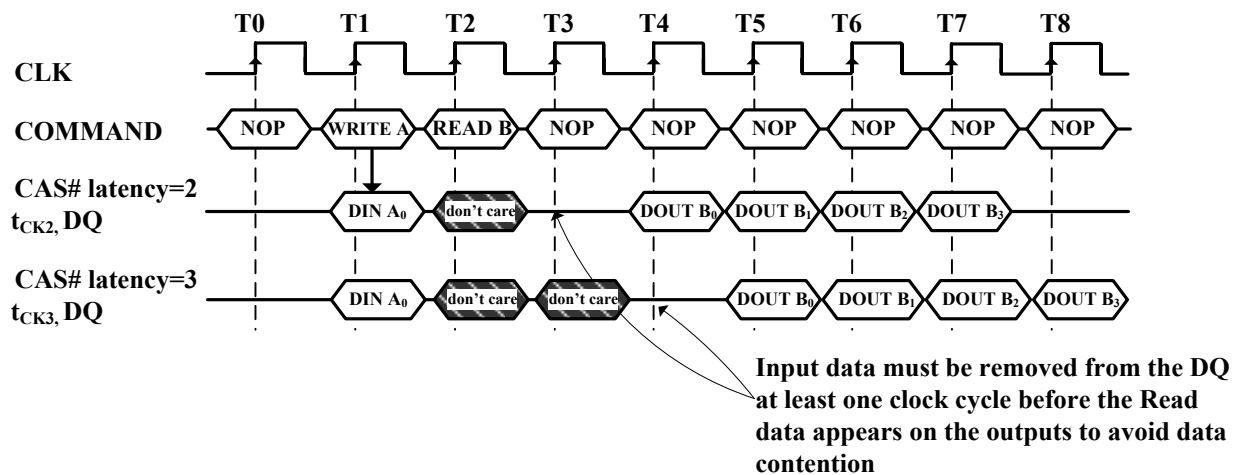 T0 T1 T2 T3 T4 T5 T6 T7 T8
CLK
COMMAND NOP WRITE A READ B NOP NOP NOP NOP NOP NOP
CAS# latency=2
tCK2, DQ DIN A0 don't care DOUT B0 DOUT B1 DOUT B2 DOUT B3
CAS# latency=3
tCK3, DQ DIN A0 don't care don't care DOUT B0 DOUT B1 DOUT B2 DOUT B3
Input data must be removed from the DQ
at least one clock cycle before the Read
data appears on the outputs to avoid data
contention